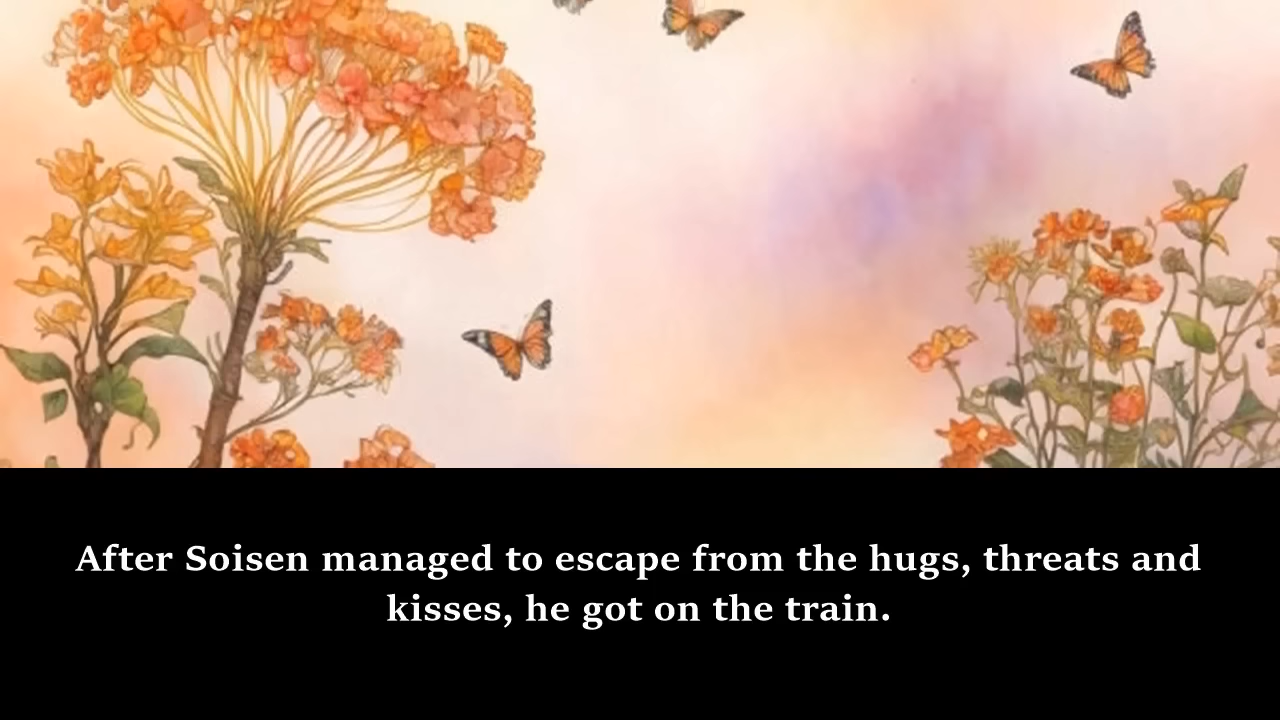 After Soisen managed to escape from the hugs, threats and
kisses, he got on the train.